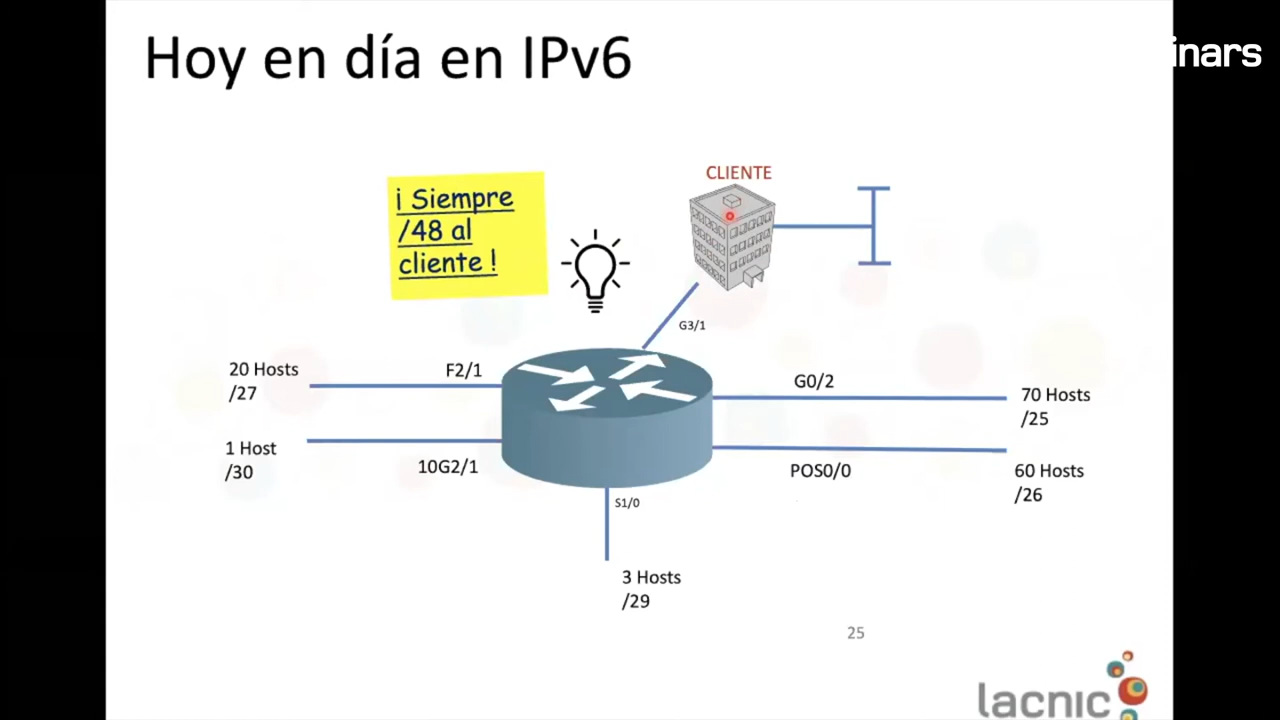 Hoy en día en IPv6
inars
CLIENTE
¡ Siempre
/48 al
cliente !
G3/1
20 Hosts
/27
F2/1
G0/2
70 Hosts
/25
1 Host
/30
10G2/1
POS0/0
60 Hosts
/26
S1/0
3 Hosts
/29
25
lacnic